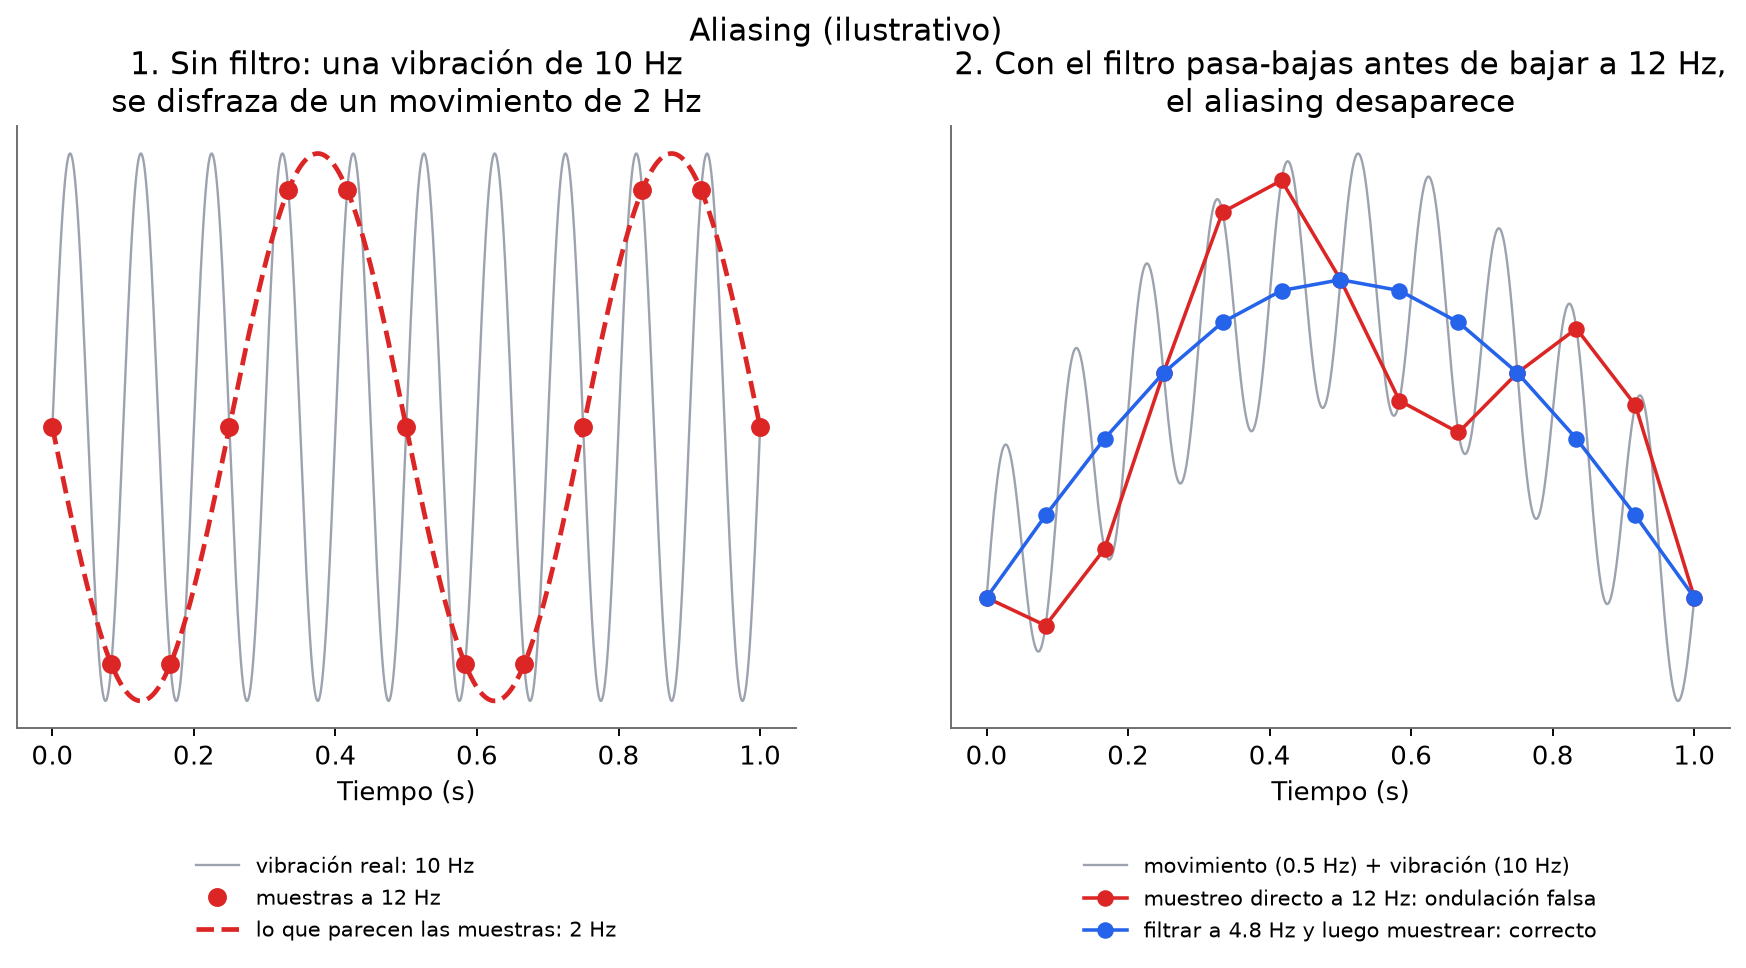 Aliasing (ilustrativo)
1. Sin filtro: una vibración de 10 Hz
se disfraza de un movimiento de 2 Hz
0.0 0.2 0.4 0.6 0.8 1.0
Tiempo (s)
vibración real: 10 Hz
muestras a 12 Hz
lo que parecen las muestras: 2 Hz
2. Con el filtro pasa-bajas antes de bajar a 12 Hz,
el aliasing desaparece
0.0 0.2 0.4 0.6 0.8 1.0
Tiempo (s)
movimiento (0.5 Hz) + vibración (10 Hz)
muestreo directo a 12 Hz: ondulación falsa
filtrar a 4.8 Hz y luego muestrear: correcto